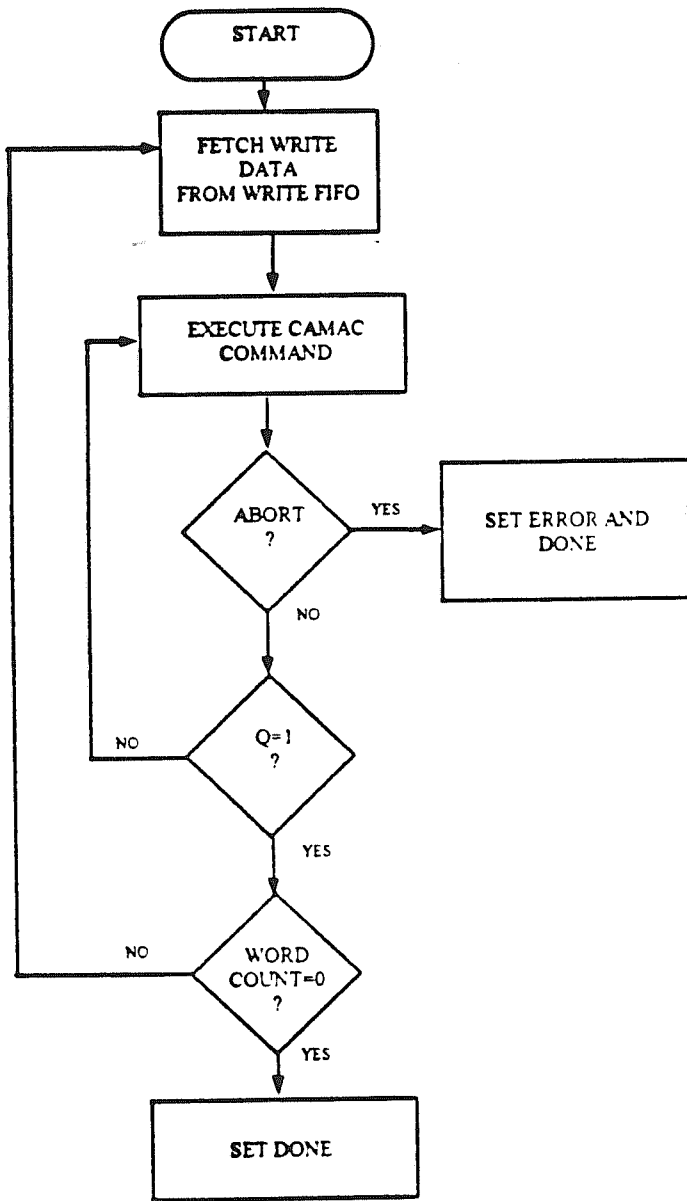 START
FETCH WRITE
DATA
FROM WRITE FIFO
EXECUTE CAMAC
COMMAND
ABORT
?
YES
SET ERROR AND
DONE
NO
Q=1
?
NO
YES
WORD
COUNT=0
?
NO
YES
SET DONE